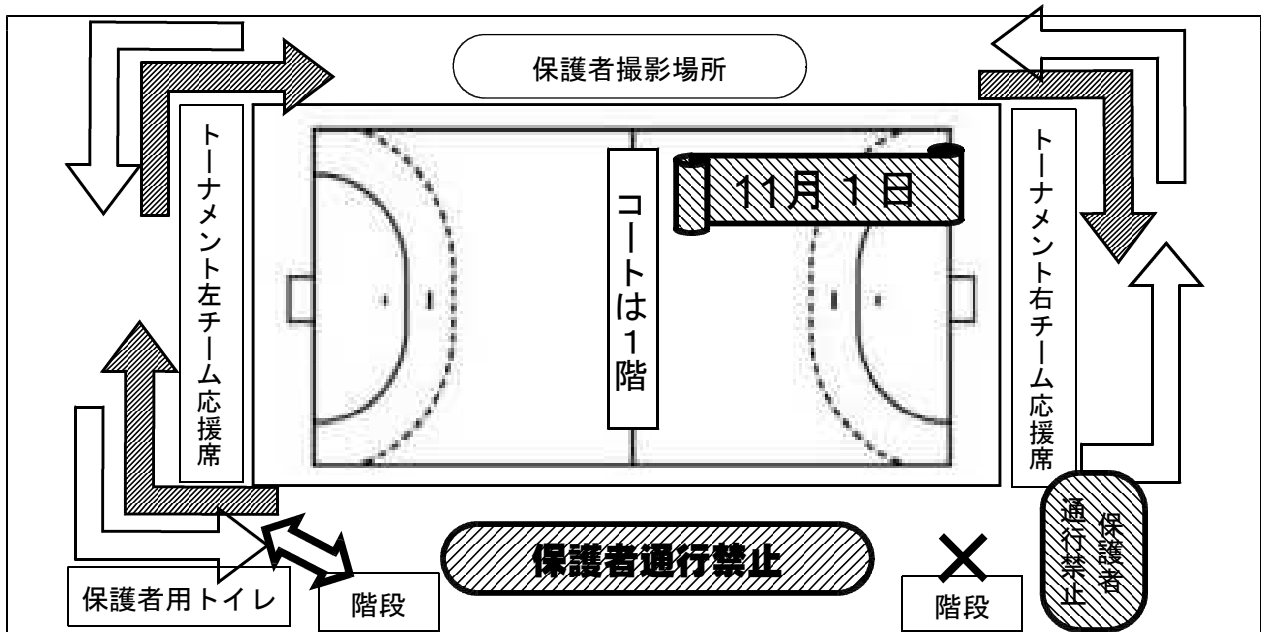 保護者撮影場所
トーナメント左チーム応援席
コートは1階
11月1日
トーナメント右チーム応援席
保護者用トイレ
階段
保護者通行禁止
階段
保護者
通行禁止